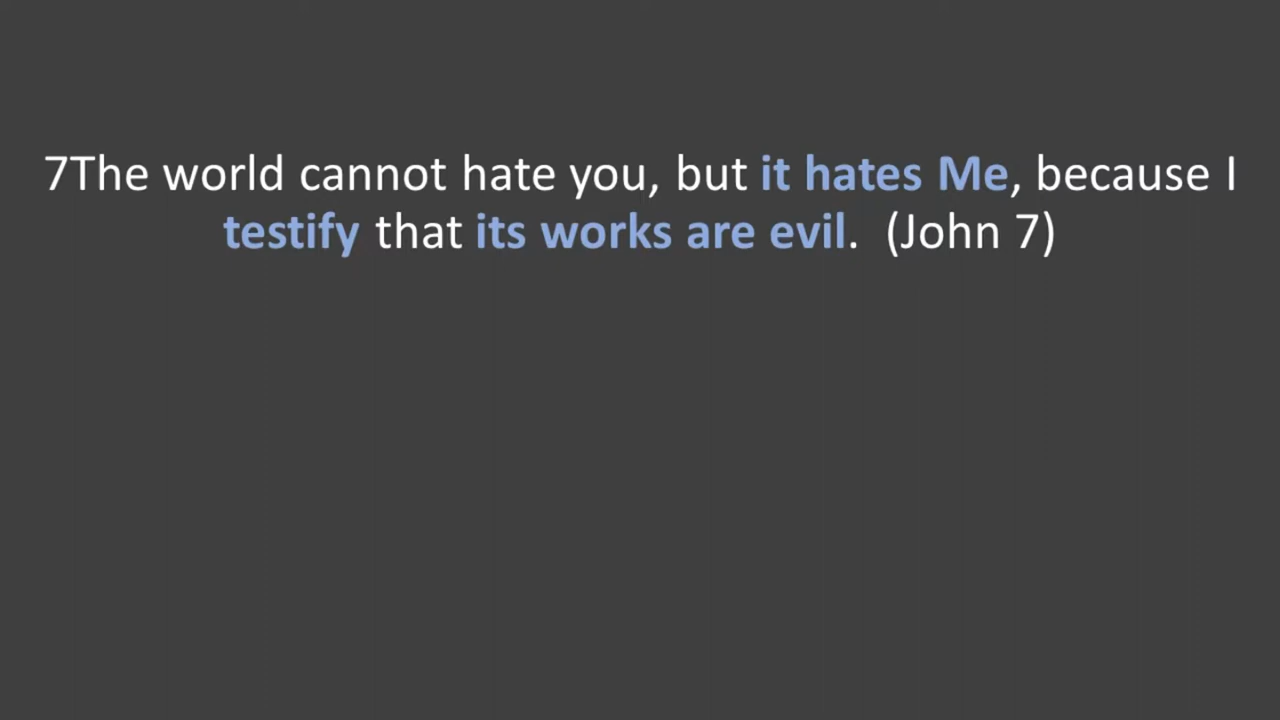 7The world cannot hate you, but it hates Me, because I
testify that its works are evil.  (John 7)